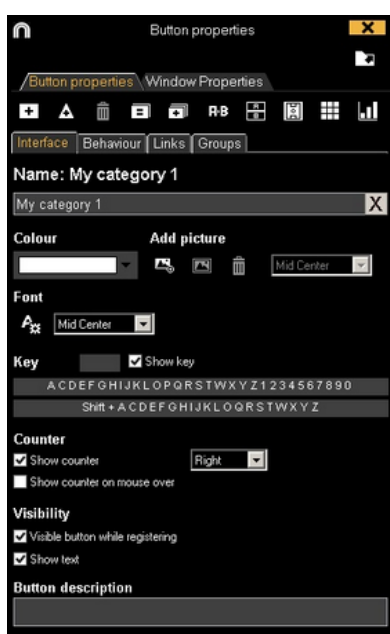 Button properties X
Button properties Window Properties
A-B
Interface Behaviour Links Groups
Name: My category 1
My category 1 X
Colour Add picture
Mid Center
Font
Mid Center
Key Show key
A C D E F G H I J K L O P Q R S T W X Y Z 1 2 3 4 5 6 7 8 9 0
Shift + A C D E F G H I J K L O Q R S T W X Y Z
Counter
Show counter Right
Show counter on mouse over
Visibility
Visible button while registering
Show text
Button description